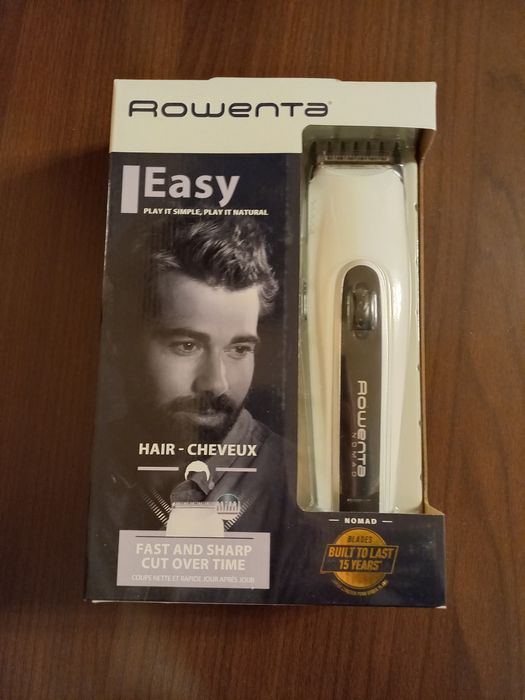 Rowenta
Easy
PLAY IT SIMPLE, PLAY IT NATURAL
HAIR - CHEVEUX
FAST AND SHARP
CUT OVER TIME
COUPE NETTE ET RAPIDE JOUR APRÈS JOUR
Rowenta
NOMAD
NOMAD
BLADES
BUILT TO LAST
15 YEARS*